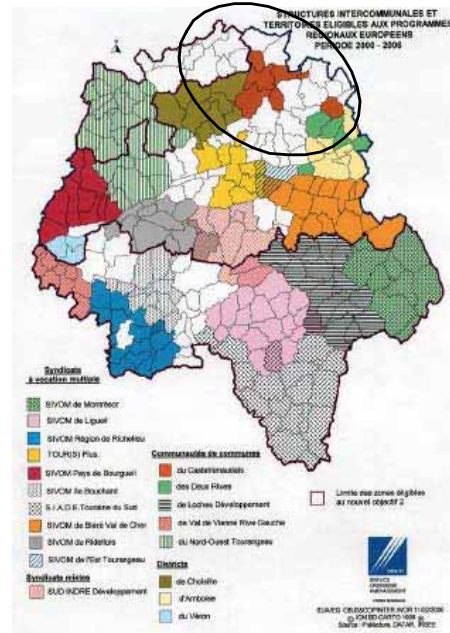 STRUCTURES INTERCOMMUNALES ET
TERRITOIRES ELIGIBLES AUX PROGRAMMES
REGIONAUX EUROPEENS
PERIODE 2000 - 2006
Syndicats
à vocation multiple
SIVOM de Montrésor
SIVOM de Ligueil
SIVOM Région de Richelieu
TOUR(S) Plus
SIVOM Pays de Bourgueil
SIVOM Ile Bouchard
S.I.A.D.E. Touraine du Sud
SIVOM de Bléré Val de Cher
SIVOM de Ridellois
SIVOM de l'Est Tourangeau
Syndicats mixtes
SUD INDRE Développement
Communautés de communes
du Castelrenaudais
des Deux Rives
de Loches Développement
de Val de Vienne Rive Gauche
du Nord-Ouest Tourangeau
Districts
de Choisille
d'Amboise
du Véron
Limite des zones éligibles
au nouvel objectif 2